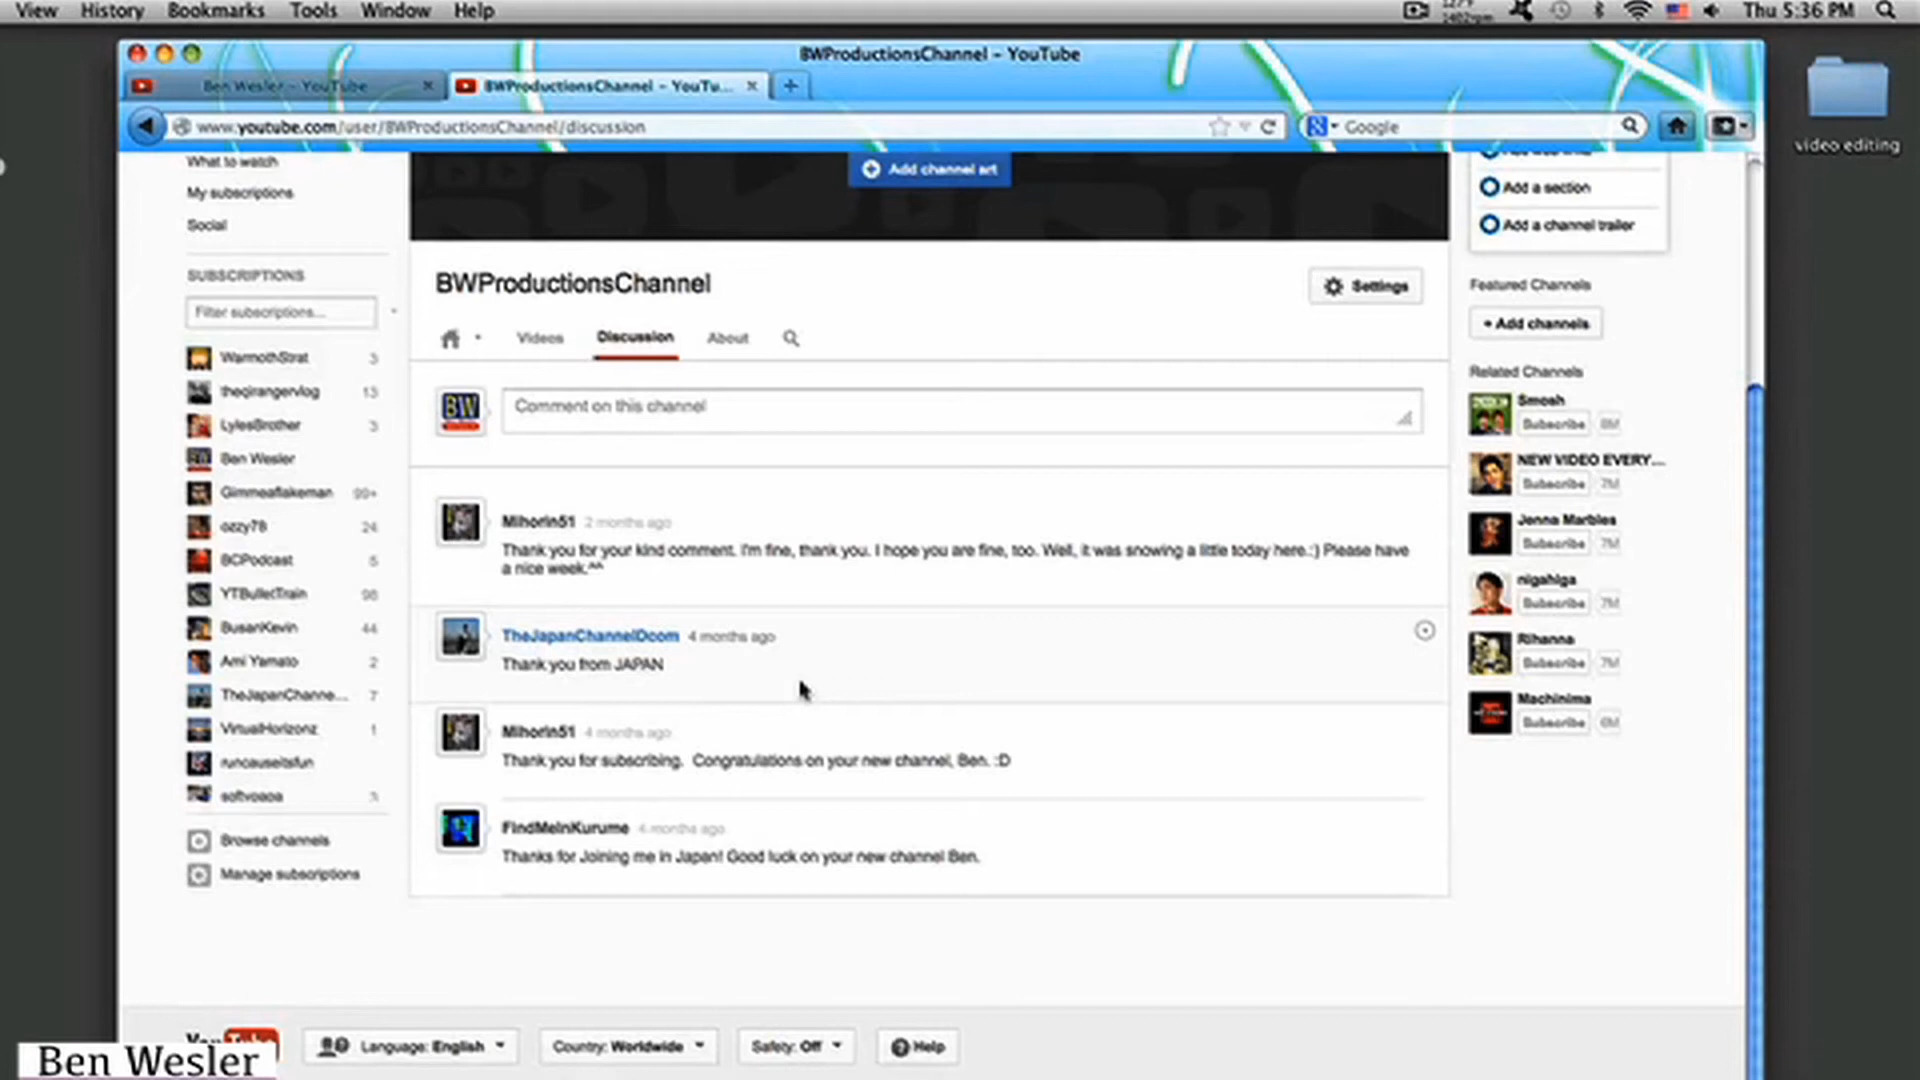 View History Bookmarks Tools Window Help
127°F
1402rpm
Thu 5:36 PM
BWProductionsChannel - YouTube
Ben Wesler - YouTube
BWProductionsChannel - YouTu...
www.youtube.com/user/BWProductionsChannel/discussion
Google
video editing
What to watch
My subscriptions
Social
SUBSCRIPTIONS
Filter subscriptions...
WarmothStrat 3
theqirangervlog 13
LylesBrother 3
Ben Wesler
Gimmeaflakeman 99+
ozzy78 24
BCPodcast 5
YTBulletTrain 98
BusanKevin 44
Ami Yamato 2
TheJapanChanne... 7
VirtualHorizonz 1
runcauseitsfun
softypapa 3
Browse channels
Manage subscriptions
Add channel art
BWProductionsChannel
Settings
Videos Discussion About
BW
Comment on this channel
Mihorin51 2 months ago
Thank you for your kind comment. I'm fine, thank you. I hope you are fine, too. Well, it was snowing a little today here.:) Please have
a nice week.^^
TheJapanChannelDcom 4 months ago
Thank you from JAPAN
Mihorin51 4 months ago
Thank you for subscribing. Congratulations on your new channel, Ben. :D
FindMeInKurume 4 months ago
Thanks for Joining me in Japan! Good luck on your new channel Ben.
Add a section
Add a channel trailer
Featured Channels
+ Add channels
Related Channels
Smosh
Subscribe 8M
NEW VIDEO EVERY...
Subscribe 7M
Jenna Marbles
Subscribe 7M
nigahiga
Subscribe 7M
Rihanna
Subscribe 7M
Machinima
Subscribe 6M
Language: English
Country: Worldwide
Safety: Off
Help
Ben Wesler